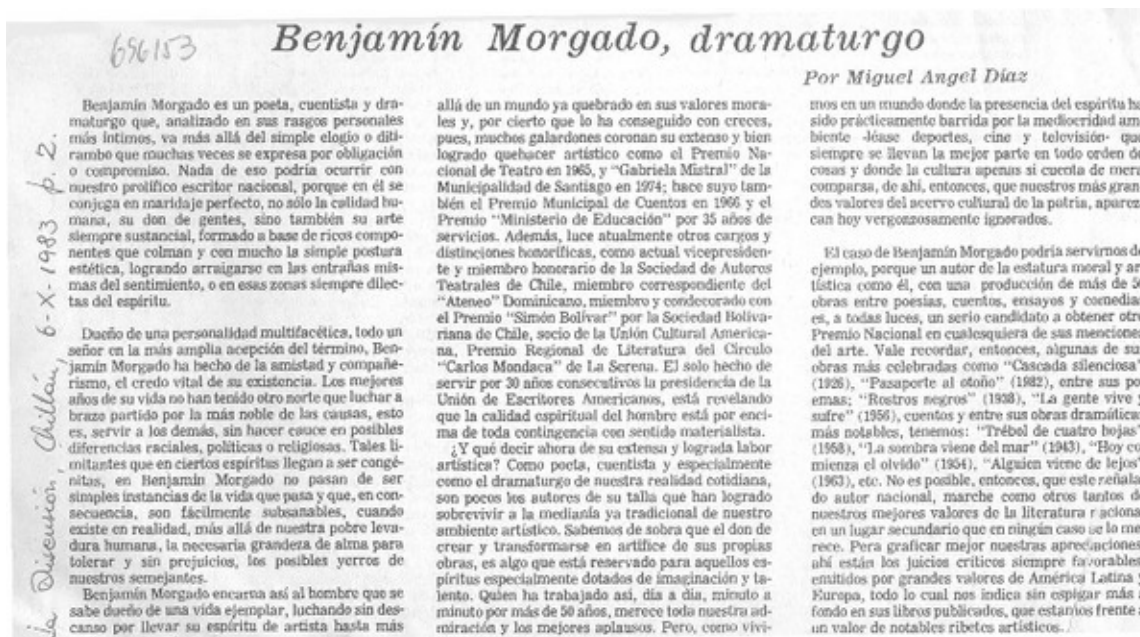 656153
Benjamín Morgado, dramaturgo
Por Miguel Angel Díaz
La Discusión, Chillán, 6-X-1983 p. 2.
Benjamín Morgado es un poeta, cuentista y dra-
maturgo que, analizado en sus rasgos personales
más íntimos, va más allá del simple elogio o diti-
rambo que muchas veces se expresa por obligación
o compromiso. Nada de eso podría ocurrir con
nuestro prolífico escritor nacional, porque en él se
conjuga en maridaje perfecto, no sólo la calidad hu-
mana, su don de gentes, sino también su arte
siempre sustancial, formado a base de ricos compo-
nentes que colman y con mucho la simple postura
estética, logrando arraigarse en las entrañas mis-
mas del sentimiento, o en esas zonas siempre dilec-
tas del espíritu.
Dueño de una personalidad multifacética, todo un
señor en la más amplia acepción del término, Ben-
jamín Morgado ha hecho de la amistad y compañe-
rismo, el credo vital de su existencia. Los mejores
años de su vida no han tenido otro norte que luchar a
brazo partido por la más noble de las causas, esto
es, servir a los demás, sin hacer cauce en posibles
diferencias raciales, políticas o religiosas. Tales li-
mitantes que en ciertos espíritus llegan a ser congé-
nitas, en Benjamín Morgado no pasan de ser
simples instancias de la vida que pasa y que, en con-
secuencia, son fácilmente subsanables, cuando
existe en realidad, más allá de nuestra pobre leva-
dura humana, la necesaria grandeza de alma para
tolerar y sin prejuicios, los posibles yerros de
nuestros semejantes.
Benjamín Morgado encarna así al hombre que se
sabe dueño de una vida ejemplar, luchando sin des-
canso por llevar su espíritu de artista hasta más
allá de un mundo ya quebrado en sus valores mora-
les y, por cierto que lo ha conseguido con creces,
pues, muchos galardones coronan su extenso y bien
logrado quehacer artístico como el Premio Na-
cional de Teatro en 1965, y "Gabriela Mistral" de la
Municipalidad de Santiago en 1974; hace suyo tam-
bién el Premio Municipal de Cuentos en 1966 y el
Premio "Ministerio de Educación" por 35 años de
servicios. Además, luce atualmente otros cargos y
distinciones honoríficas, como actual vicepresiden-
te y miembro honorario de la Sociedad de Autores
Teatrales de Chile, miembro correspondiente del
"Ateneo" Dominicano, miembro y condecorado con
el Premio "Simón Bolívar" por la Sociedad Boliva-
riana de Chile, socio de la Unión Cultural America-
na, Premio Regional de Literatura del Círculo
"Carlos Mondaca" de La Serena. El solo hecho de
servir por 30 años consecutivos la presidencia de la
Unión de Escritores Americanos, está revelando
que la calidad espiritual del hombre está por enci-
ma de toda contingencia con sentido materialista.
¿Y qué decir ahora de su extensa y lograda labor
artística? Como poeta, cuentista y especialmente
como el dramaturgo de nuestra realidad cotidiana,
son pocos los autores de su talla que han logrado
sobrevivir a la medianía ya tradicional de nuestro
ambiente artístico. Sabemos de sobra que el don de
crear y transformarse en artífice de sus propias
obras, es algo que está reservado para aquellos es-
píritus especialmente dotados de imaginación y ta-
lento. Quien ha trabajado así, día a día, minuto a
minuto por más de 50 años, merece toda nuestra ad-
miración y los mejores aplausos. Pero, como vivi-
mos en un mundo donde la presencia del espíritu ha
sido prácticamente barrida por la mediocridad am
biente -léase deportes, cine y televisión- que
siempre se llevan la mejor parte en todo orden de
cosas y donde la cultura apenas si cuenta de mera
comparsa, de ahí, entonces, que nuestros más gran
des valores del acervo cultural de la patria, aparez
can hoy vergonzosamente ignorados.
El caso de Benjamín Morgado podría servirnos de
ejemplo, porque un autor de la estatura moral y ar
tística como él, con una producción de más de 5
obras entre poesías, cuentos, ensayos y comedia
es, a todas luces, un serio candidato a obtener otro
Premio Nacional en cualesquiera de sus mencione
del arte. Vale recordar, entonces, algunas de su
obras más celebradas como "Cascada silenciosa"
(1926), "Pasaporte al otoño" (1982), entre sus po
emas; "Rostros negros" (1938), "La gente vive y
sufre" (1956), cuentos y entre sus obras dramática
más notables, tenemos: "Trébol de cuatro hojas"
(1958), "La sombra viene del mar" (1943), "Hoy co
mienza el olvido" (1954), "Alguien viene de lejos"
(1963), etc. No es posible, entonces, que este reñala
do autor nacional, marche como otros tantos de
nuestros mejores valores de la literatura nacional
en un lugar secundario que en ningún caso se lo me
rece. Para graficar mejor nuestras apreciaciones
ahí están los juicios críticos siempre favorables
emitidos por grandes valores de América Latina y
Europa, todo lo cual nos indica sin espigar más a
fondo en sus libros publicados, que estamos frente a
un valor de notables ribetes artísticos.